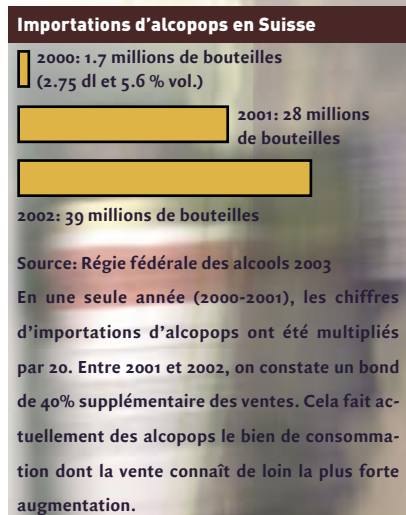 Importations d'alcopops en Suisse
2000: 1.7 millions de bouteilles
(2.75 dl et 5.6 % vol.)
2001: 28 millions
de bouteilles
2002: 39 millions de bouteilles
Source: Régie fédérale des alcools 2003
En une seule année (2000-2001), les chiffres
d'importations d'alcopops ont été multipliés
par 20. Entre 2001 et 2002, on constate un bond
de 40% supplémentaire des ventes. Cela fait ac-
tuellement des alcopops le bien de consomma-
tion dont la vente connaît de loin la plus forte
augmentation.